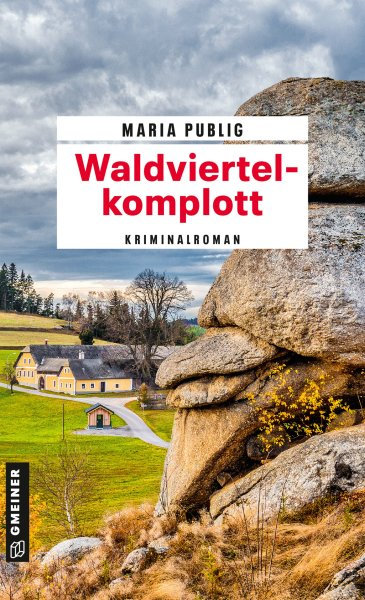 MARIA PUBLIG
Waldviertel-
komplott
KRIMINALROMAN
GMEINER